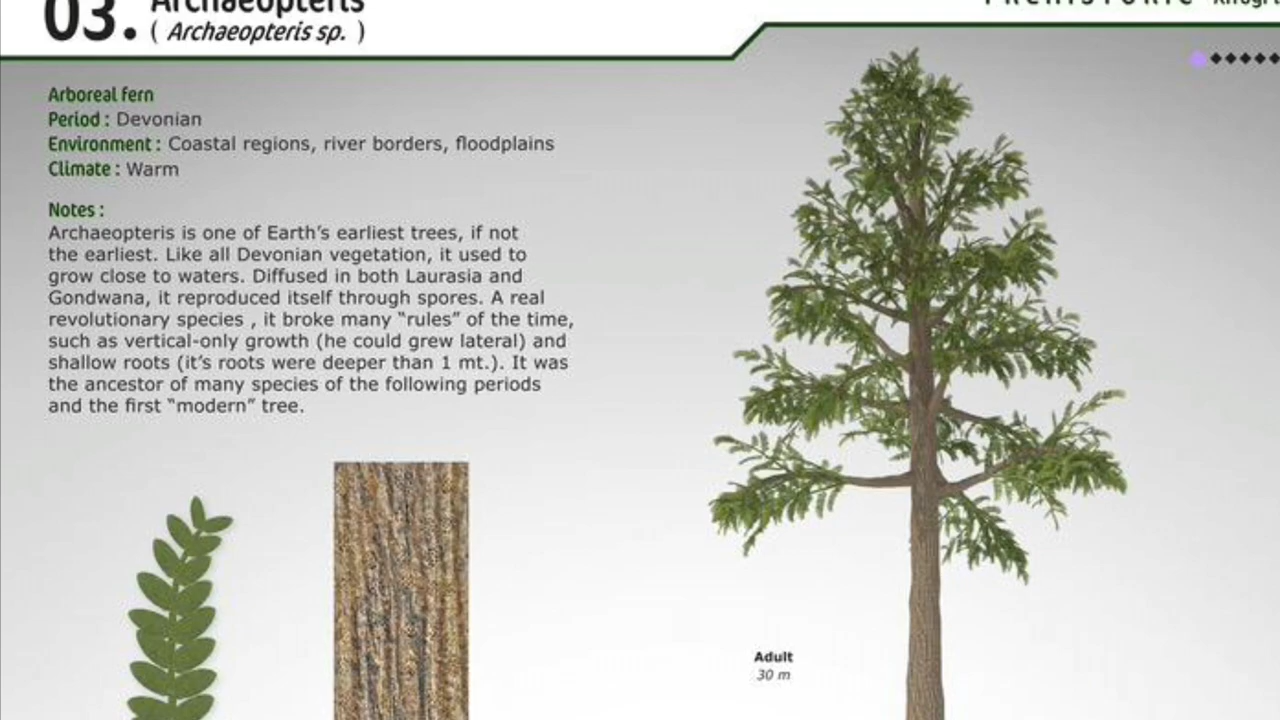 03. Archaeopteris
PREHISTORIC
( Archaeopteris sp. )
Arboreal fern
Period : Devonian
Environment : Coastal regions, river borders, floodplains
Climate : Warm
Notes :
Archaeopteris is one of Earth's earliest trees, if not
the earliest. Like all Devonian vegetation, it used to
grow close to waters. Diffused in both Laurasia and
Gondwana, it reproduced itself through spores. A real
revolutionary species , it broke many “rules” of the time,
such as vertical-only growth (he could grew lateral) and
shallow roots (it's roots were deeper than 1 mt.). It was
the ancestor of many species of the following periods
and the first “modern” tree.
Adult
30 m